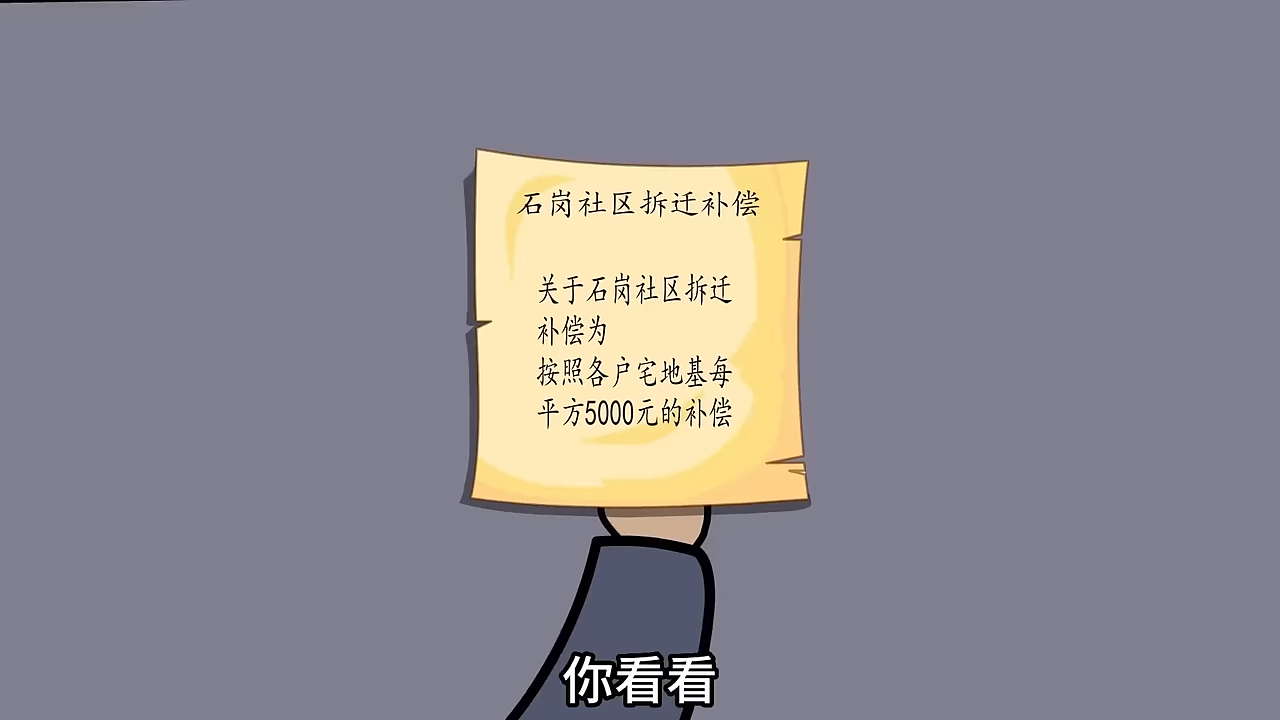 石岗社区拆迁补偿
关于石岗社区拆迁
补偿为
按照各户宅地基每
平方5000元的补偿
你看看